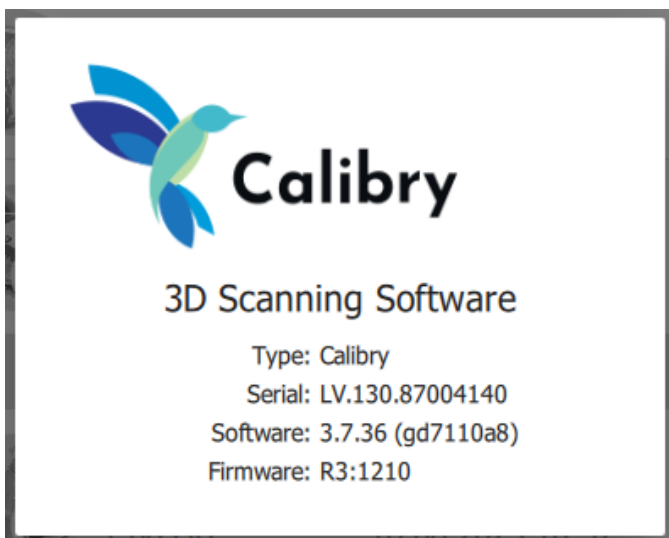 Calibry
3D Scanning Software
Type: Calibry
Serial: LV.130.87004140
Software: 3.7.36 (gd7110a8)
Firmware: R3:1210